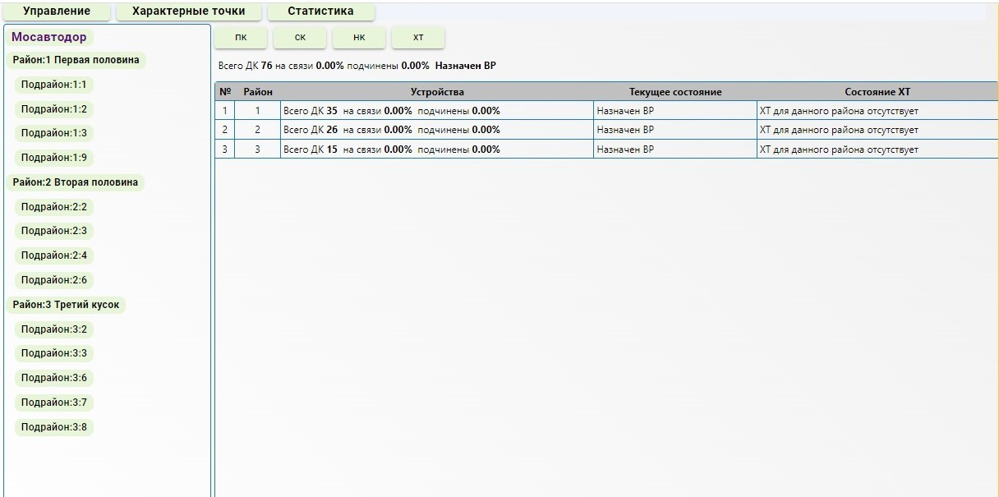 Управление Характерные точки Статистика
Мосавтодор
Район:1 Первая половина
Подрайон:1:1
Подрайон:1:2
Подрайон:1:3
Подрайон:1:9
Район:2 Вторая половина
Подрайон:2:2
Подрайон:2:3
Подрайон:2:4
Подрайон:2:6
Район:3 Третий кусок
Подрайон:3:2
Подрайон:3:3
Подрайон:3:6
Подрайон:3:7
Подрайон:3:8
ПК СК НК ХТ
Всего ДК 76 на связи 0.00% подчинены 0.00% Назначен ВР
№ Район Устройства Текущее состояние Состояние ХТ
1 1 Всего ДК 35 на связи 0.00% подчинены 0.00% Назначен ВР ХТ для данного района отсутствует
2 2 Всего ДК 26 на связи 0.00% подчинены 0.00% Назначен ВР ХТ для данного района отсутствует
3 3 Всего ДК 15 на связи 0.00% подчинены 0.00% Назначен ВР ХТ для данного района отсутствует